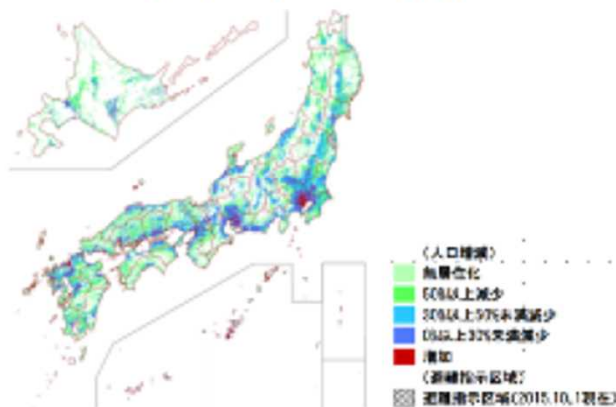 (人口増減)
無居住化
50%以上減少
30%以上50%未満減少
0%以上30%未満減少
増加
(避難指示区域)
避難指示区域(2015.10.1現在)